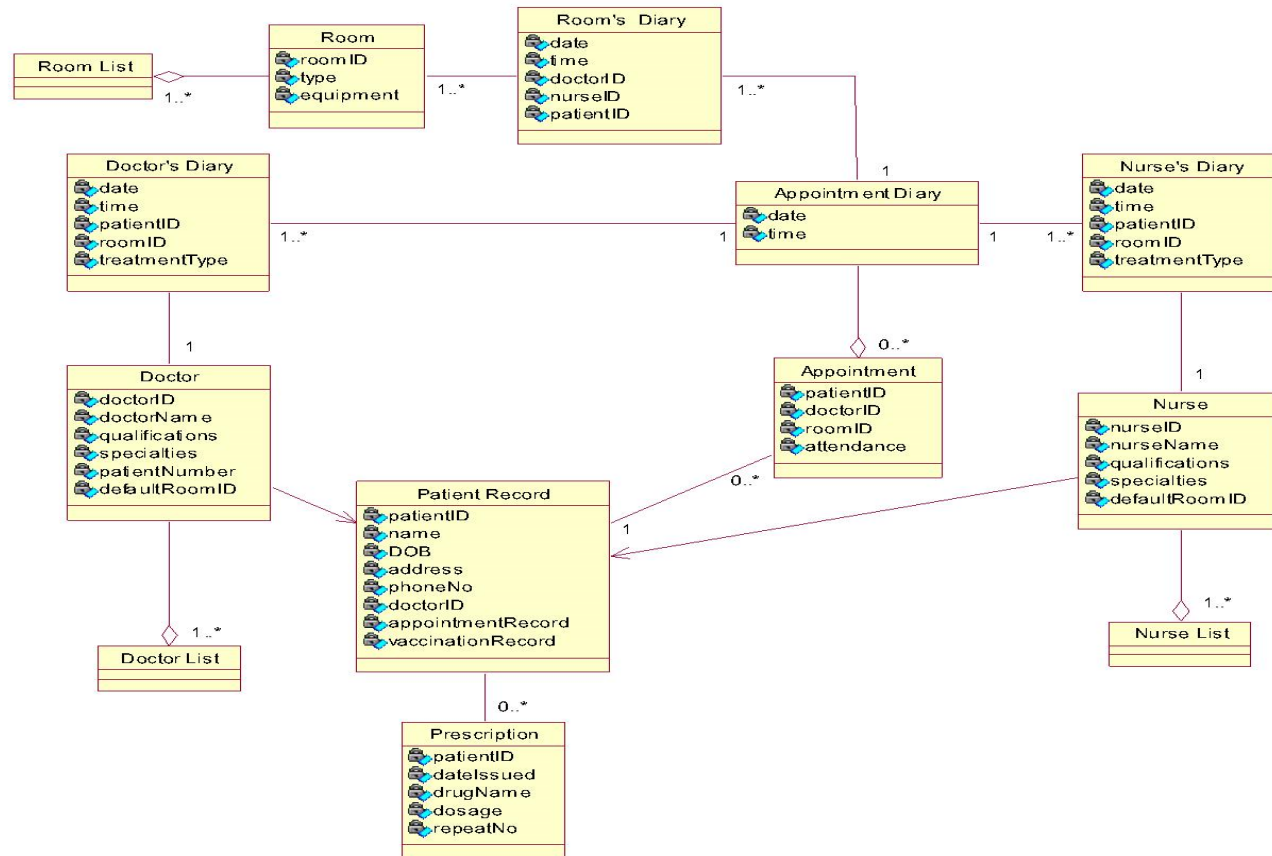 Room List
1..*
Room
roomID
type
equipment
1..*
Room's Diary
date
time
doctorID
nurseID
patientID
1..*
1
Doctor's Diary
date
time
patientID
roomID
treatmentType
1..*
1
Appointment Diary
date
time
1
1..*
Nurse's Diary
date
time
patientID
roomID
treatmentType
1
0..*
1
Doctor
doctorID
doctorName
qualifications
specialties
patientNumber
defaultRoomID
Appointment
patientID
doctorID
roomID
attendance
0..*
Nurse
nurseID
nurseName
qualifications
specialties
defaultRoomID
Patient Record
patientID
name
DOB
address
phoneNo
doctorID
appointmentRecord
vaccinationRecord
1
1..*
Doctor List
1..*
Nurse List
0..*
Prescription
patientID
dateIssued
drugName
dosage
repeatNo